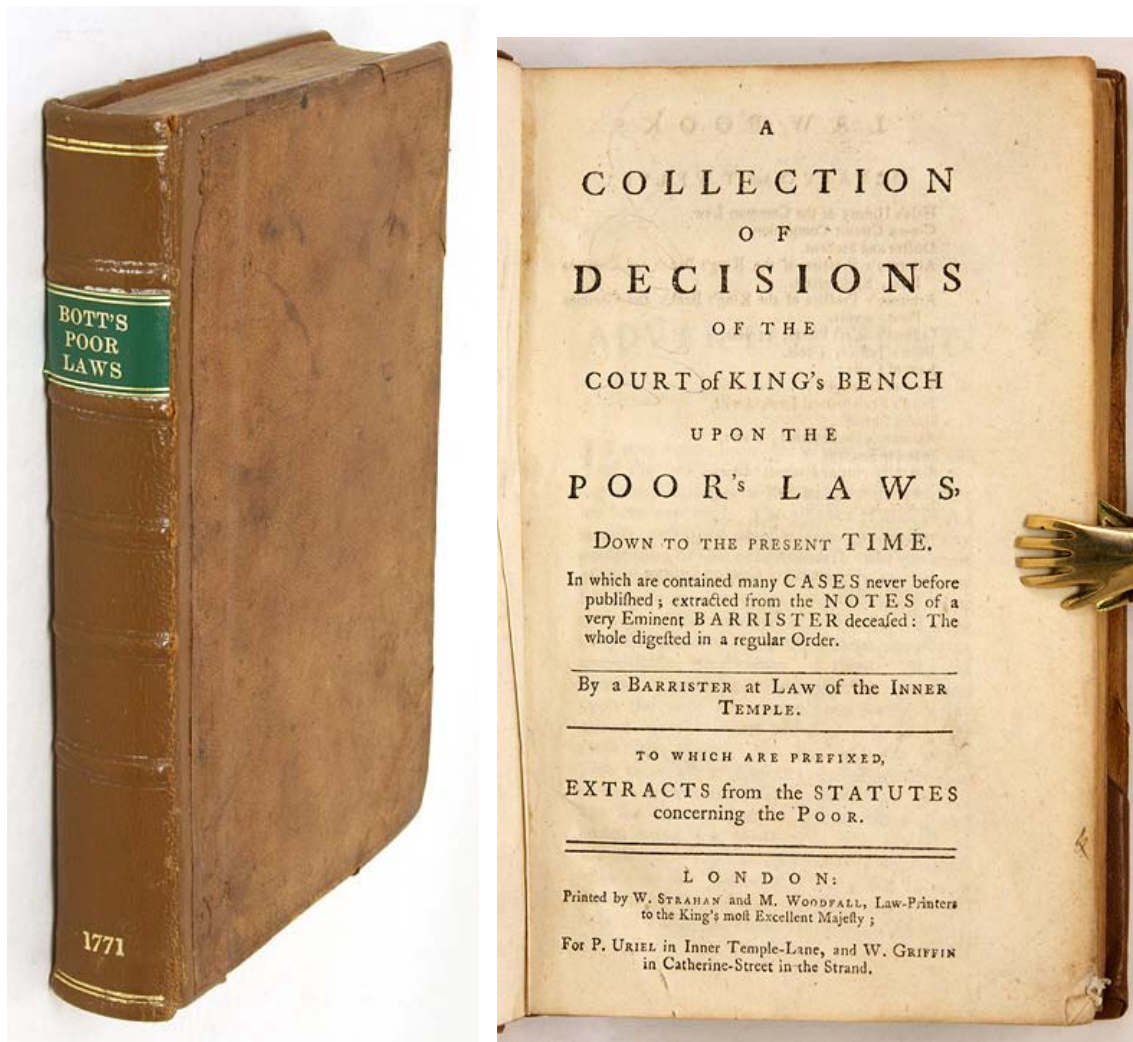 BOTT'S
POOR
LAWS
1771
A
COLLECTION
OF
DECISIONS
OF THE
COURT of KING's BENCH
UPON THE
POOR's LAWS,
DOWN TO THE PRESENT TIME.
In which are contained many CASES never before
publiſhed; extracted from the NOTES of a
very Eminent BARRISTER deceaſed: The
whole digeſted in a regular Order.
By a BARRISTER at LAW of the INNER
TEMPLE.
TO WHICH ARE PREFIXED,
EXTRACTS from the STATUTES
concerning the POOR.
LONDON:
Printed by W. STRAHAN and M. WOODFALL, Law-Printers
to the King's moſt Excellent Majeſty;
For P. URIEL in Inner Temple-Lane, and W. GRIFFIN
in Catherine-Street in the Strand.